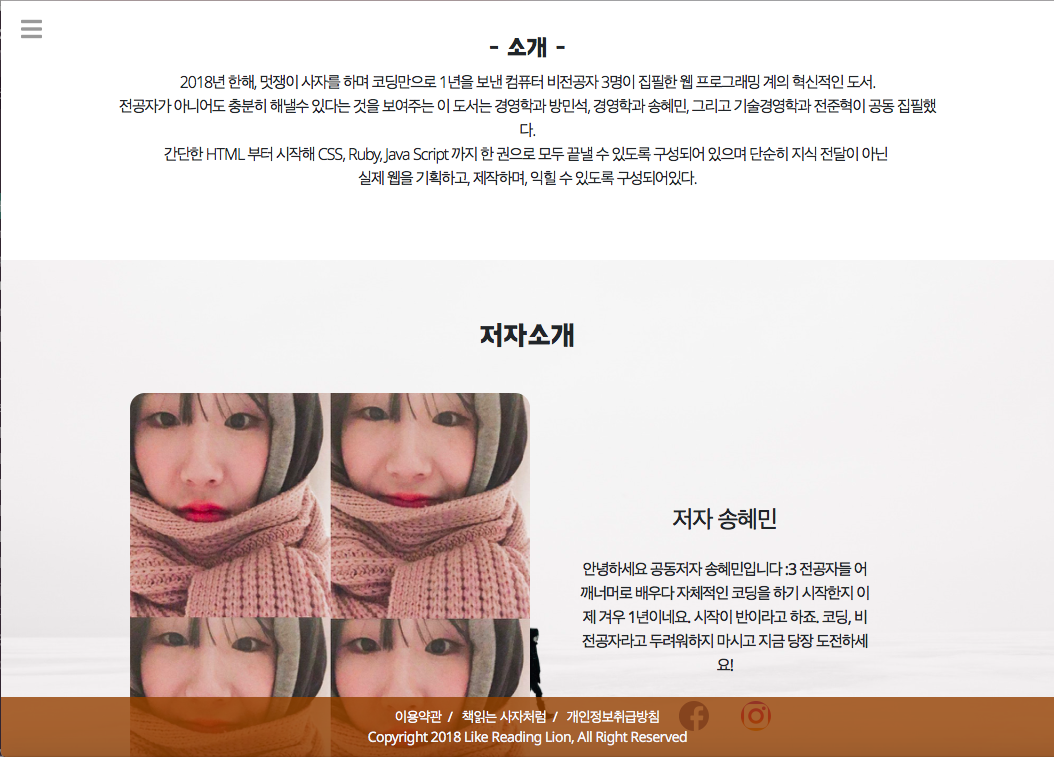 - 소개 -
2018년 한해, 멋쟁이 사자를 하며 코딩만으로 1년을 보낸 컴퓨터 비전공자 3명이 집필한 웹 프로그래밍 계의 혁신적인 도서.
전공자가 아니어도 충분히 해낼수 있다는 것을 보여주는 이 도서는 경영학과 방민석, 경영학과 송혜민, 그리고 기술경영학과 전준혁이 공동 집필했
다.
간단한 HTML 부터 시작해 CSS, Ruby, Java Script 까지 한 권으로 모두 끝낼 수 있도록 구성되어 있으며 단순히 지식 전달이 아닌
실제 웹을 기획하고, 제작하며, 익힐 수 있도록 구성되어있다.
저자소개
저자 송혜민
안녕하세요 공동저자 송혜민입니다 :3 전공자들 어
깨너머로 배우다 자체적인 코딩을 하기 시작한지 이
제 겨우 1년이네요. 시작이 반이라고 하죠. 코딩, 비
전공자라고 두려워하지 마시고 지금 당장 도전하세
요!
이용약관 / 책읽는 사자처럼 / 개인정보취급방침
Copyright 2018 Like Reading Lion, All Right Reserved